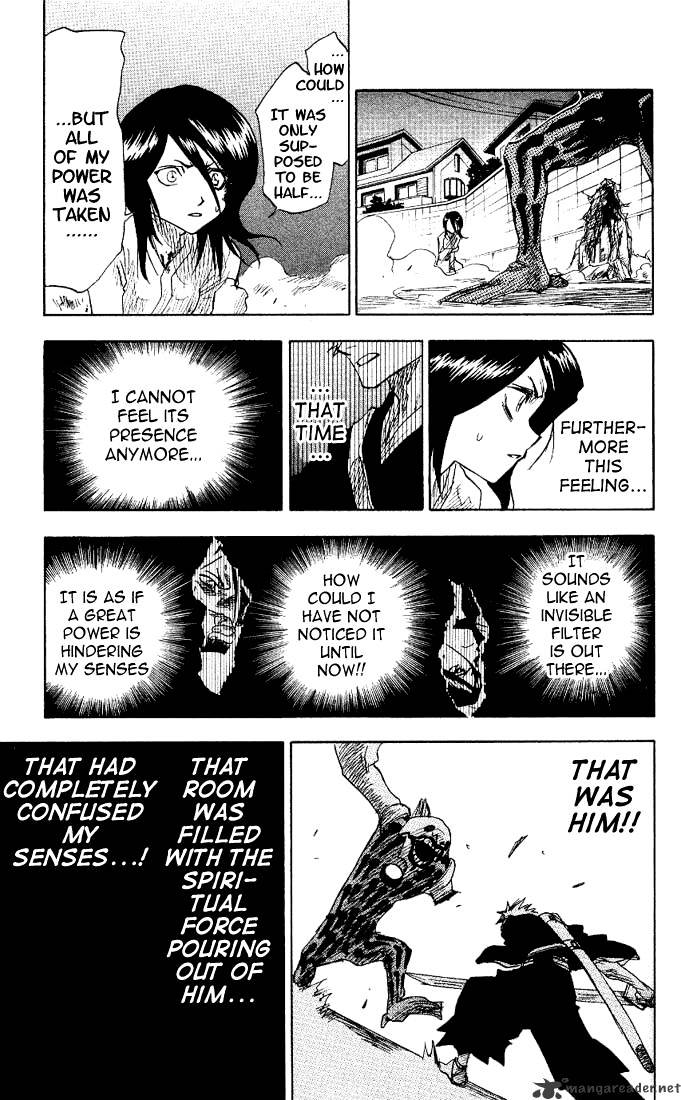 ...
HOW
COULD
...
IT WAS
ONLY
SUP-
POSED
TO BE
HALF...
...BUT
ALL
OF MY
POWER
WAS
TAKEN
......
FURTHER-
MORE THIS
FEELING...
...
THAT
TIME
...
I CANNOT
FEEL ITS
PRESENCE
ANYMORE...
IT
SOUNDS
LIKE AN
INVISIBLE
FILTER
IS OUT
THERE...
HOW
COULD I
HAVE NOT
NOTICED IT
UNTIL
NOW!!
IT IS AS IF
A GREAT
POWER IS
HINDERING
MY SENSES
THAT
WAS
HIM!!
THAT
ROOM
WAS
FILLED
WITH THE
SPIRI-
TUAL
FORCE
POURING
OUT OF
HIM...
THAT HAD
COMPLETELY
CONFUSED
MY
SENSES...!
mangareader.net